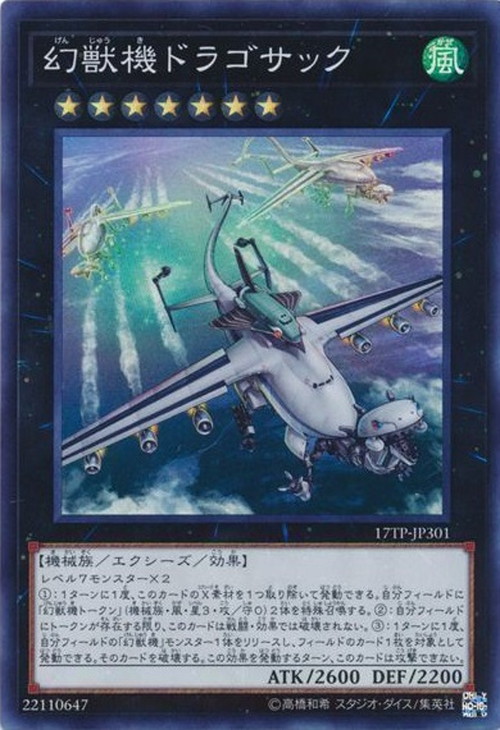 幻獣機ドラゴサック
風
17TP-JP301
【機械族/エクシーズ/効果】
レベル7モンスター×2
①:1ターンに1度、このカードのX素材を1つ取り除いて発動できる。自分フィールドに
「幻獣機トークン」(機械族・風・星3・攻/守0)2体を特殊召喚する。②:自分フィールド
にトークンが存在する限り、このカードは戦闘・効果では破壊されない。③:1ターンに1度、
自分フィールドの「幻獣機」モンスター1体をリリースし、フィールドのカード1枚を対象として
発動できる。そのカードを破壊する。この効果を発動するターン、このカードは攻撃できない。
ATK/2600 DEF/2200
22110647 ©高橋和希 スタジオ・ダイス/集英社